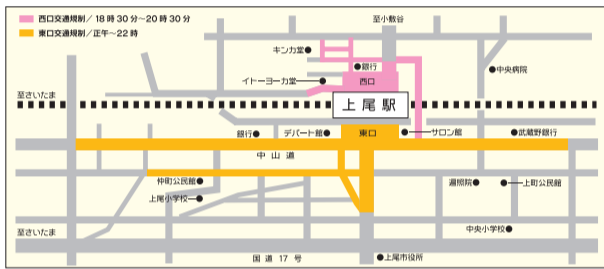 西口交通規制／18時30分〜20時30分
東口交通規制／正午〜22時
至小敷谷
キンカ堂
銀行
中央病院
イトーヨーカ堂
西口
至さいたま
上尾駅
銀行
デパート館
東口
サロン館
武蔵野銀行
中山道
仲町公民館
遍照院
上町公民館
上尾小学校
至さいたま
中央小学校
国道17号
上尾市役所